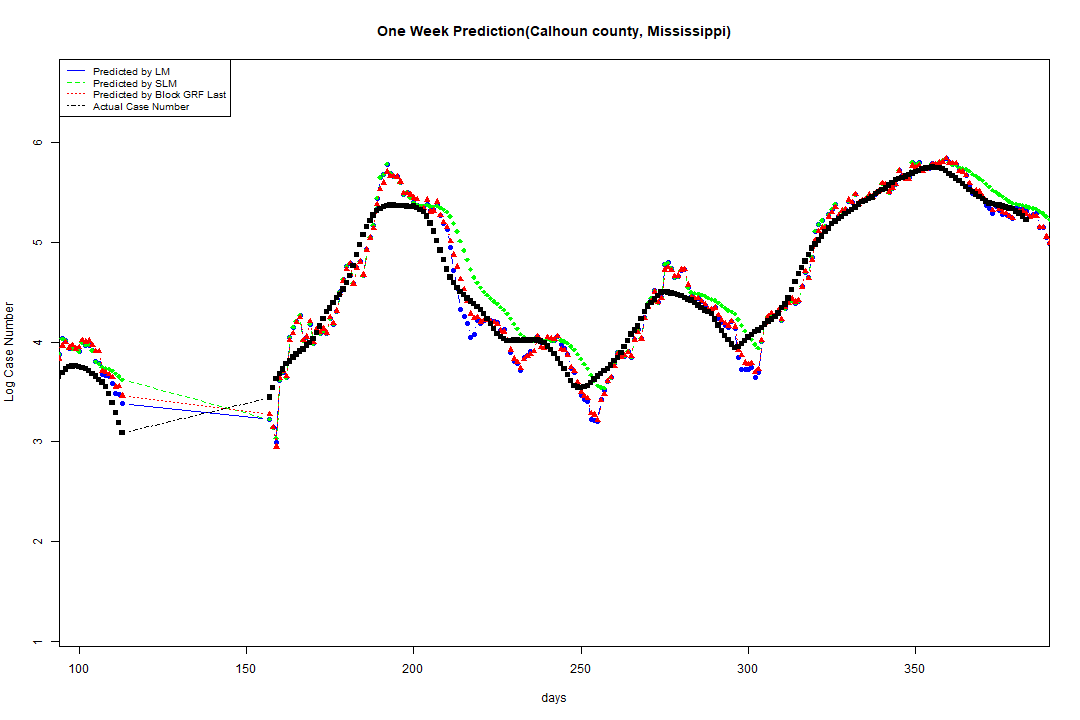 One Week Prediction(Calhoun county, Mississippi)
Predicted by LM
Predicted by SLM
Predicted by Block GRF Last
Actual Case Number
6
5
4
3
2
1
Log Case Number
100 150 200 250 300 350
days